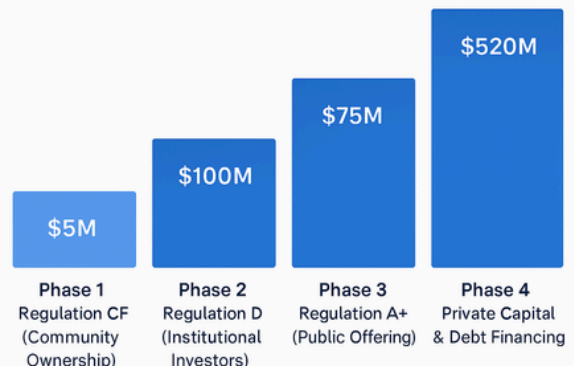 $5M
$100M
$75M
$520M
Phase 1
Regulation CF
(Community
Ownership)
Phase 2
Regulation D
(Institutional
Investors)
Phase 3
Regulation A+
(Public Offering)
Phase 4
Private Capital
& Debt Financing